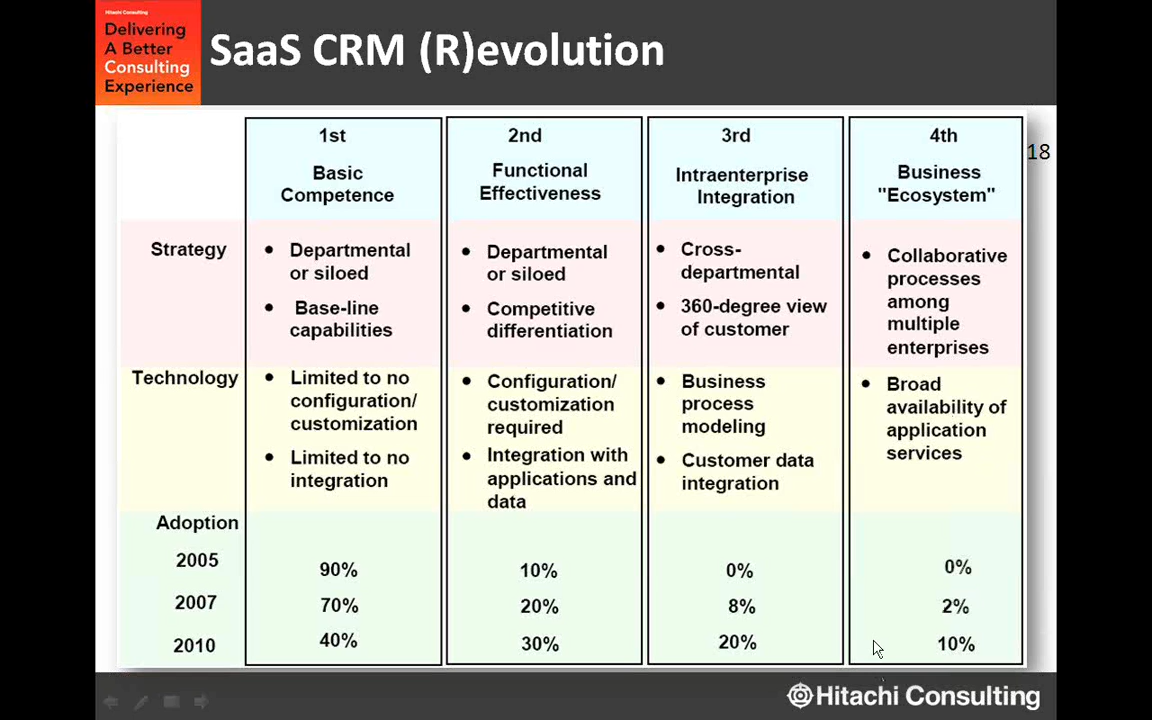 Hitachi Consulting
Delivering
A Better
Consulting
Experience
SaaS CRM (R)evolution
18
1st
Basic
Competence
2nd
Functional
Effectiveness
3rd
Intraenterprise
Integration
4th
Business
"Ecosystem"
Strategy
• Departmental
or siloed
• Base-line
capabilities
• Departmental
or siloed
• Competitive
differentiation
• Cross-
departmental
• 360-degree view
of customer
• Collaborative
processes
among
multiple
enterprises
Technology
• Limited to no
configuration/
customization
• Limited to no
integration
• Configuration/
customization
required
• Integration with
applications and
data
• Business
process
modeling
• Customer data
integration
• Broad
availability of
application
services
Adoption
2005 90% 10% 0% 0%
2007 70% 20% 8% 2%
2010 40% 30% 20% 10%
Hitachi Consulting